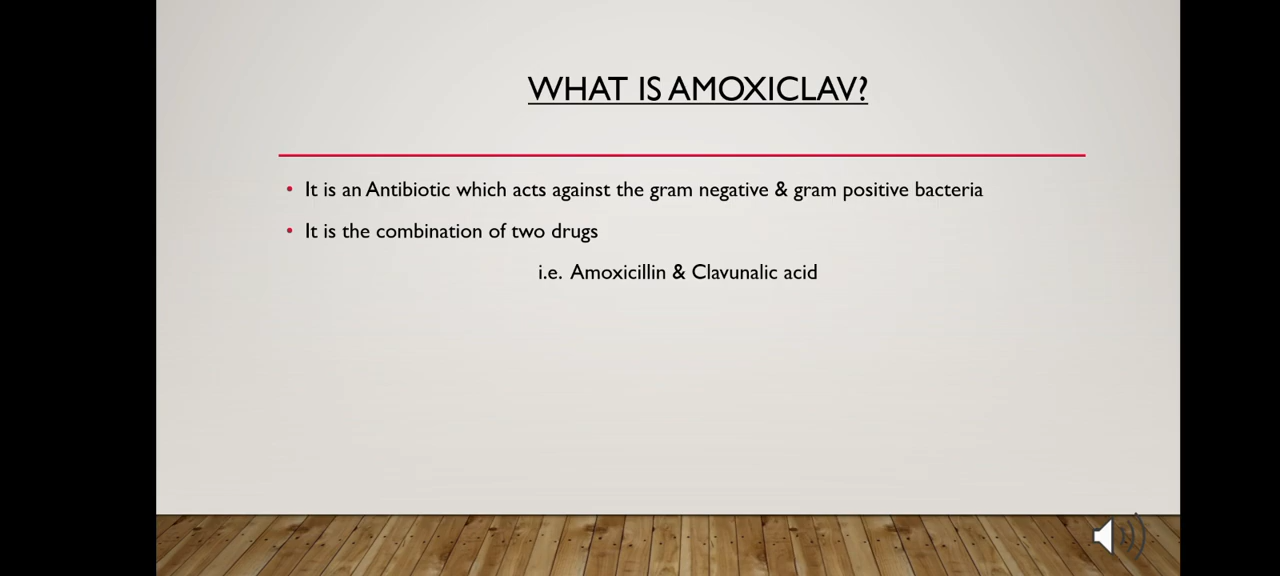 WHAT IS AMOXICLAV?
• It is an Antibiotic which acts against the gram negative & gram positive bacteria
• It is the combination of two drugs
i.e. Amoxicillin & Clavunalic acid